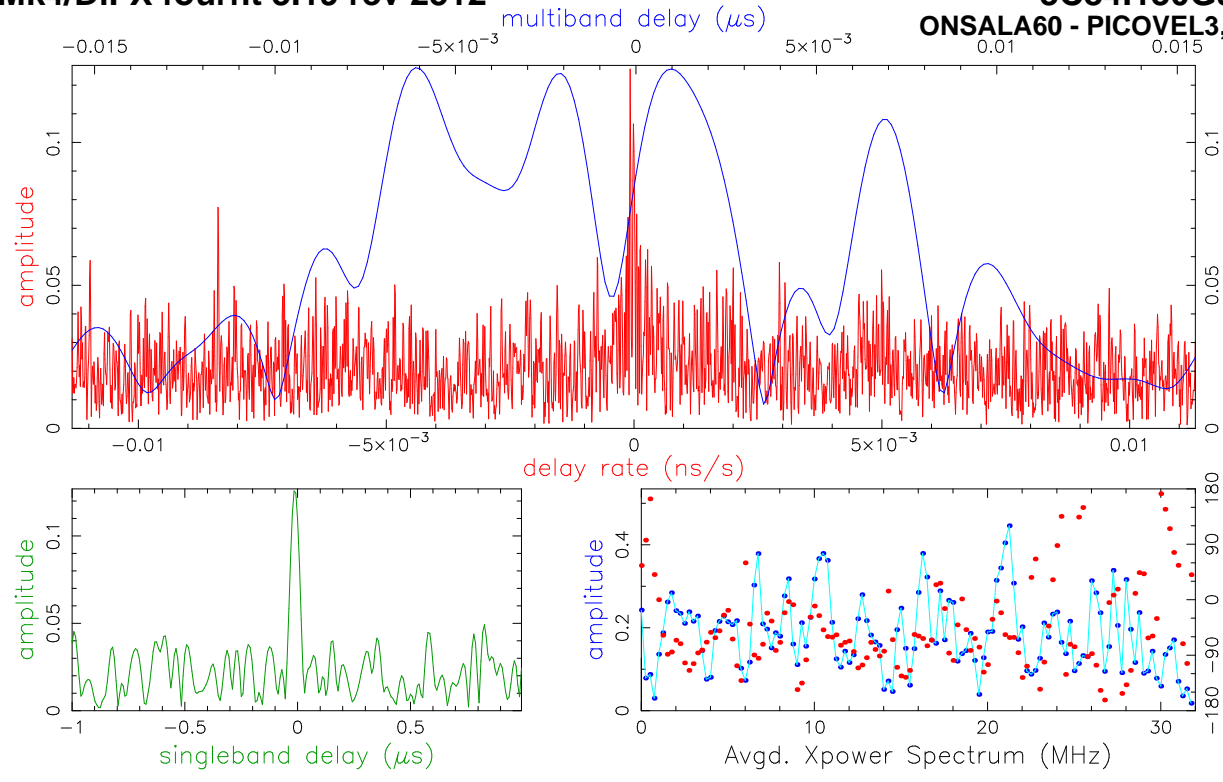 multiband delay (μs)
ONSALA60 - PICOVEL3,
−0.015 −0.01 −5×10⁻³ 0 5×10⁻³ 0.01 0.015
amplitude
0 0.05 0.1
0 0.05 0.1
−0.01 −5×10⁻³ 0 5×10⁻³ 0.01
delay rate (ns/s)
amplitude
0 0.05 0.1
−1 −0.5 0 0.5
singleband delay (μs)
amplitude
0 0.2 0.4
−180 −90 0 90 180
0 10 20 30
Avgd. Xpower Spectrum (MHz)